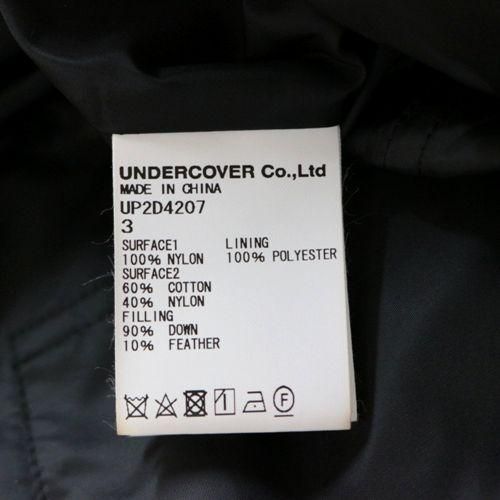 UNDERCOVER Co.,Ltd
MADE IN CHINA
UP2D4207
3
SURFACE1 LINING
100% NYLON 100% POLYESTER
SURFACE2
60% COTTON
40% NYLON
FILLING
90% DOWN
10% FEATHER
F